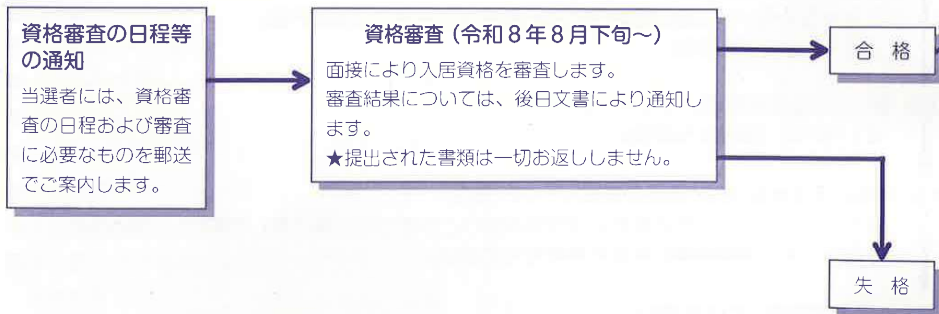 資格審査の日程等
の通知
当選者には、資格審
査の日程および審査
に必要なものを郵送
でご案内します。
資格審査（令和8年8月下旬～）
面接により入居資格を審査します。
審査結果については、後日文書により通知し
ます。
★提出された書類は一切お返ししません。
合 格
失 格